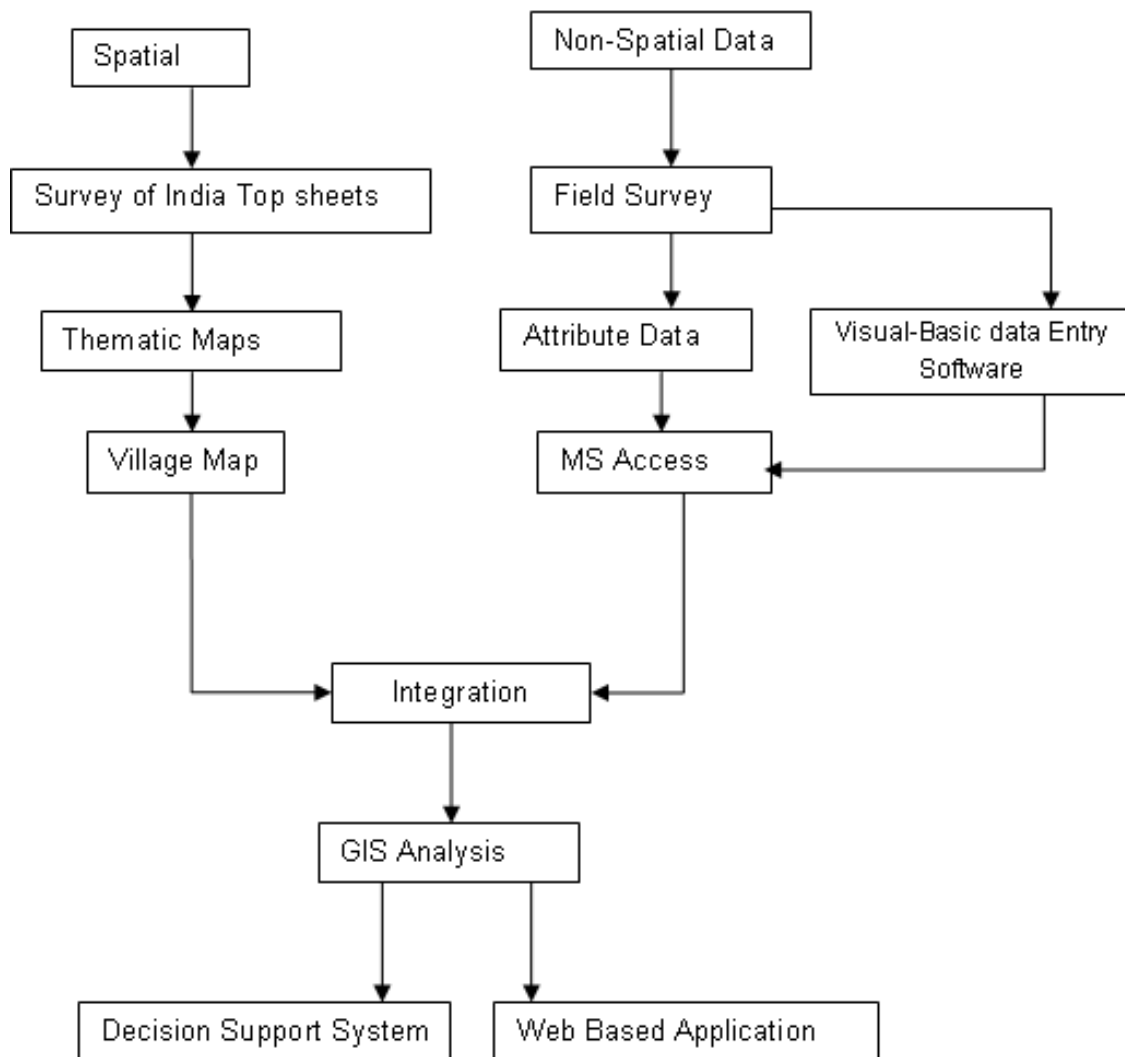 Spatial
Non-Spatial Data
Survey of India Top sheets
Field Survey
Thematic Maps
Attribute Data
Visual-Basic data Entry
Software
Village Map
MS Access
Integration
GIS Analysis
Decision Support System
Web Based Application